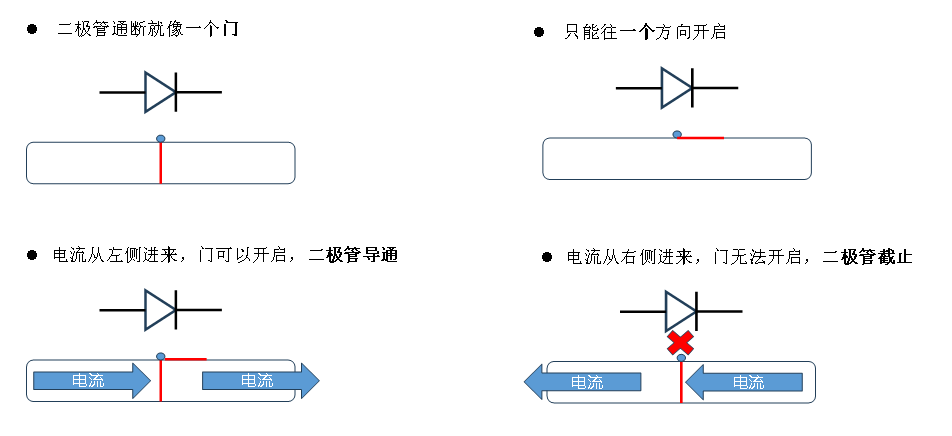 ● 二极管通断就像一个门
● 只能往一个方向开启
● 电流从左侧进来，门可以开启，二极管导通
● 电流从右侧进来，门无法开启，二极管截止
电流 电流
电流 电流